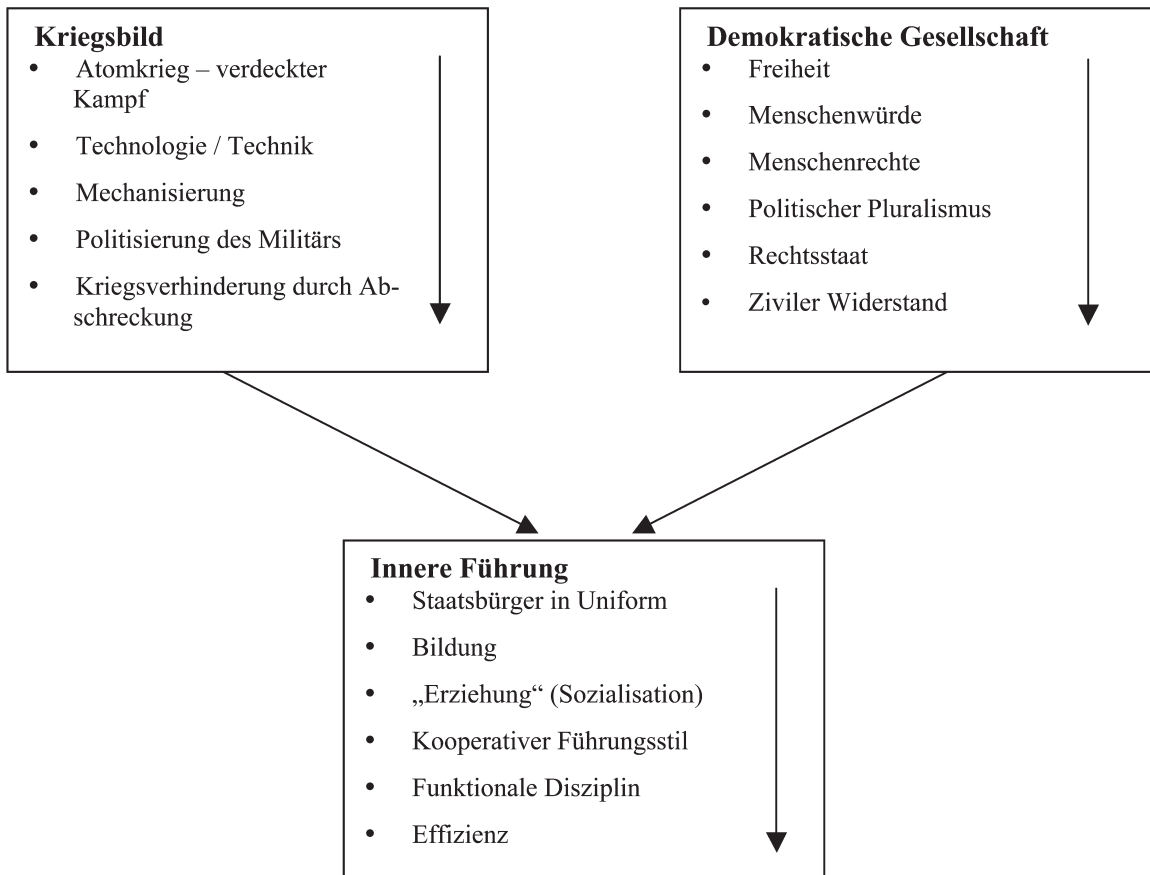 Kriegsbild
• Atomkrieg – verdeckter
Kampf
• Technologie / Technik
• Mechanisierung
• Politisierung des Militärs
• Kriegsverhinderung durch Ab-
schreckung
Demokratische Gesellschaft
• Freiheit
• Menschenwürde
• Menschenrechte
• Politischer Pluralismus
• Rechtsstaat
• Ziviler Widerstand
Innere Führung
• Staatsbürger in Uniform
• Bildung
• „Erziehung“ (Sozialisation)
• Kooperativer Führungsstil
• Funktionale Disziplin
• Effizienz